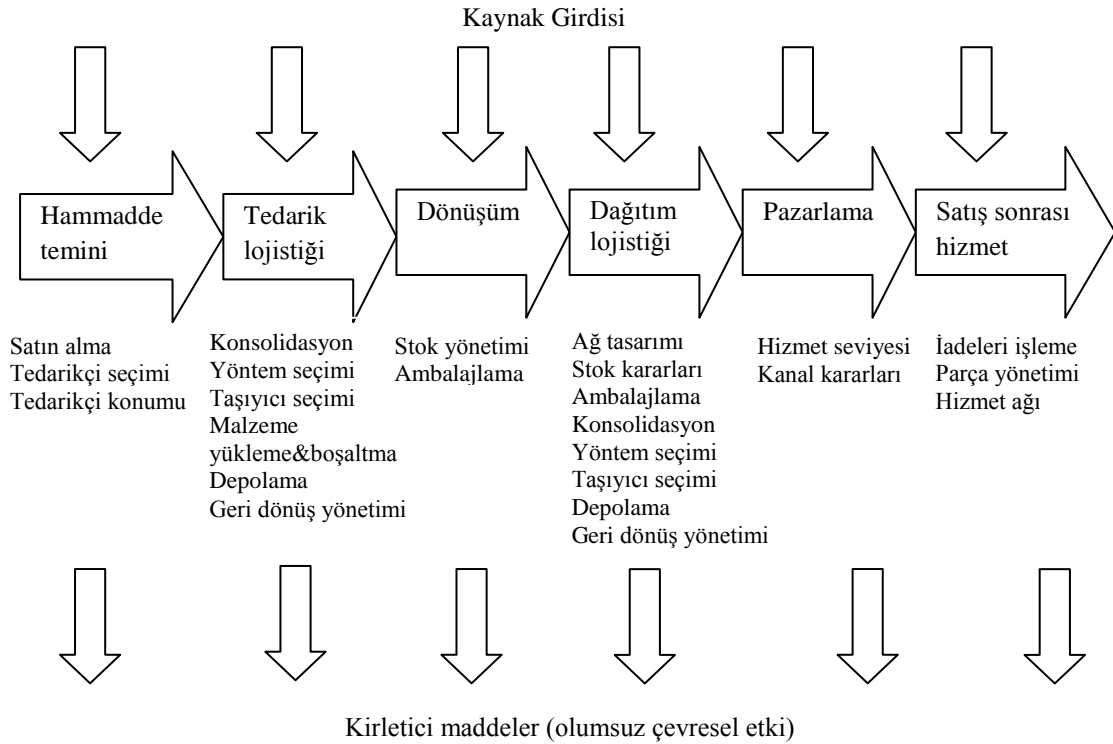 Kaynak Girdisi
Hammadde
temini
Tedarik
lojistiği
Dönüşüm
Dağıtım
lojistiği
Pazarlama
Satış sonrası
hizmet
Satın alma
Tedarikçi seçimi
Tedarikçi konumu
Konsolidasyon
Yöntem seçimi
Taşıyıcı seçimi
Malzeme
yükleme&boşaltma
Depolama
Geri dönüş yönetimi
Stok yönetimi
Ambalajlama
Ağ tasarımı
Stok kararları
Ambalajlama
Konsolidasyon
Yöntem seçimi
Taşıyıcı seçimi
Depolama
Geri dönüş yönetimi
Hizmet seviyesi
Kanal kararları
İadeleri işleme
Parça yönetimi
Hizmet ağı
Kirletici maddeler (olumsuz çevresel etki)